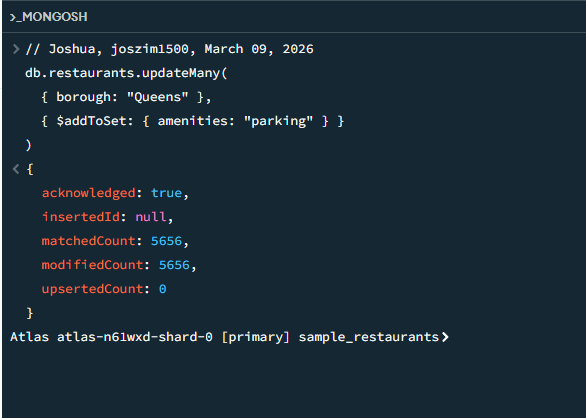 >_MONGOSH
> // Joshua, joszim1500, March 09, 2026
db.restaurants.updateMany(
{ borough: "Queens" },
{ $addToSet: { amenities: "parking" } }
)
< {
acknowledged: true,
insertedId: null,
matchedCount: 5656,
modifiedCount: 5656,
upsertedCount: 0
}
Atlas atlas-n61wxd-shard-0 [primary] sample_restaurants>